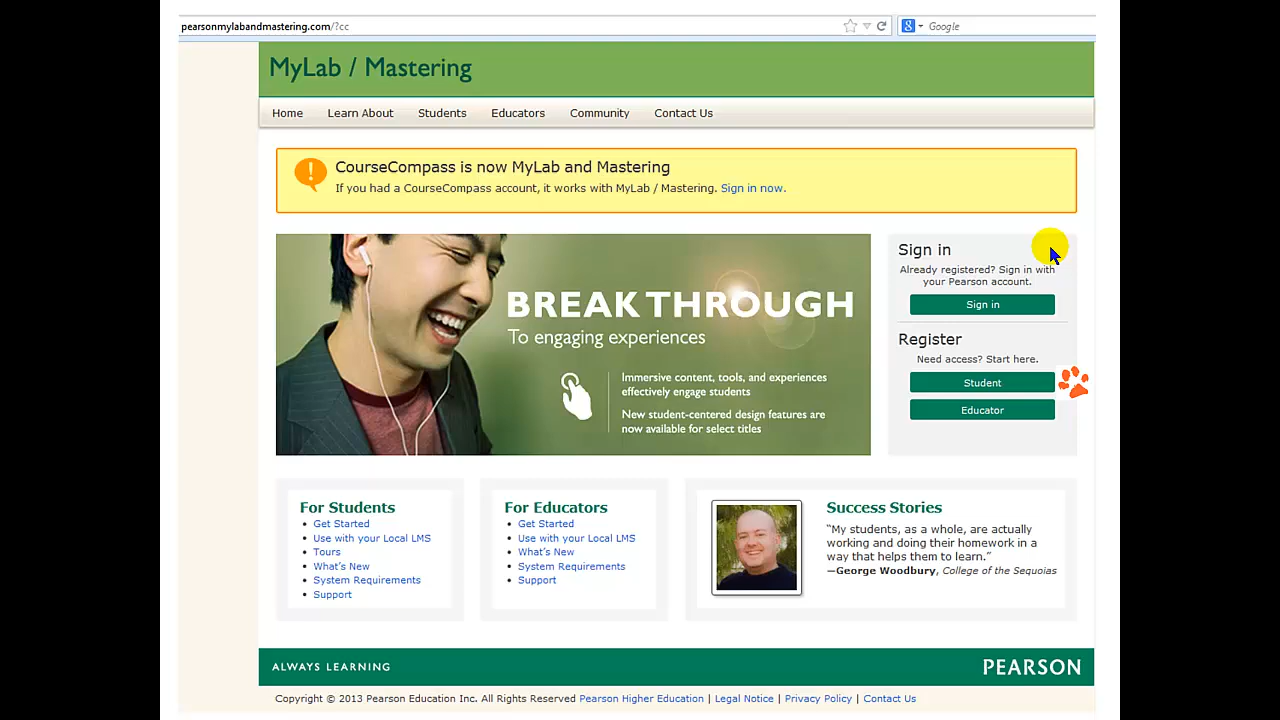 pearsonmylabandmastering.com/?cc
Google
MyLab / Mastering
Home Learn About Students Educators Community Contact Us
CourseCompass is now MyLab and Mastering
If you had a CourseCompass account, it works with MyLab / Mastering. Sign in now.
BREAKTHROUGH
To engaging experiences
Immersive content, tools, and experiences
effectively engage students
New student-centered design features are
now available for select titles
Sign in
Already registered? Sign in with
your Pearson account.
Sign in
Register
Need access? Start here.
Student
Educator
For Students
• Get Started
• Use with your Local LMS
• Tours
• What's New
• System Requirements
• Support
For Educators
• Get Started
• Use with your Local LMS
• What's New
• System Requirements
• Support
Success Stories
“My students, as a whole, are actually
working and doing their homework in a
way that helps them to learn.”
—George Woodbury, College of the Sequoias
ALWAYS LEARNING
PEARSON
Copyright © 2013 Pearson Education Inc. All Rights Reserved Pearson Higher Education | Legal Notice | Privacy Policy | Contact Us